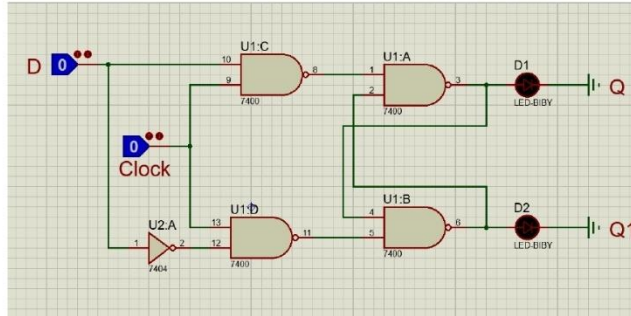 U1:C
U1:A
D
0
10
9
8
1
2
3
D1
Q
7400
7400
LED-BIBY
0
Clock
U1:D
U1:B
D2
U2:A
13
12
11
4
5
6
Q1
1
2
7404
7400
7400
LED-BIBY